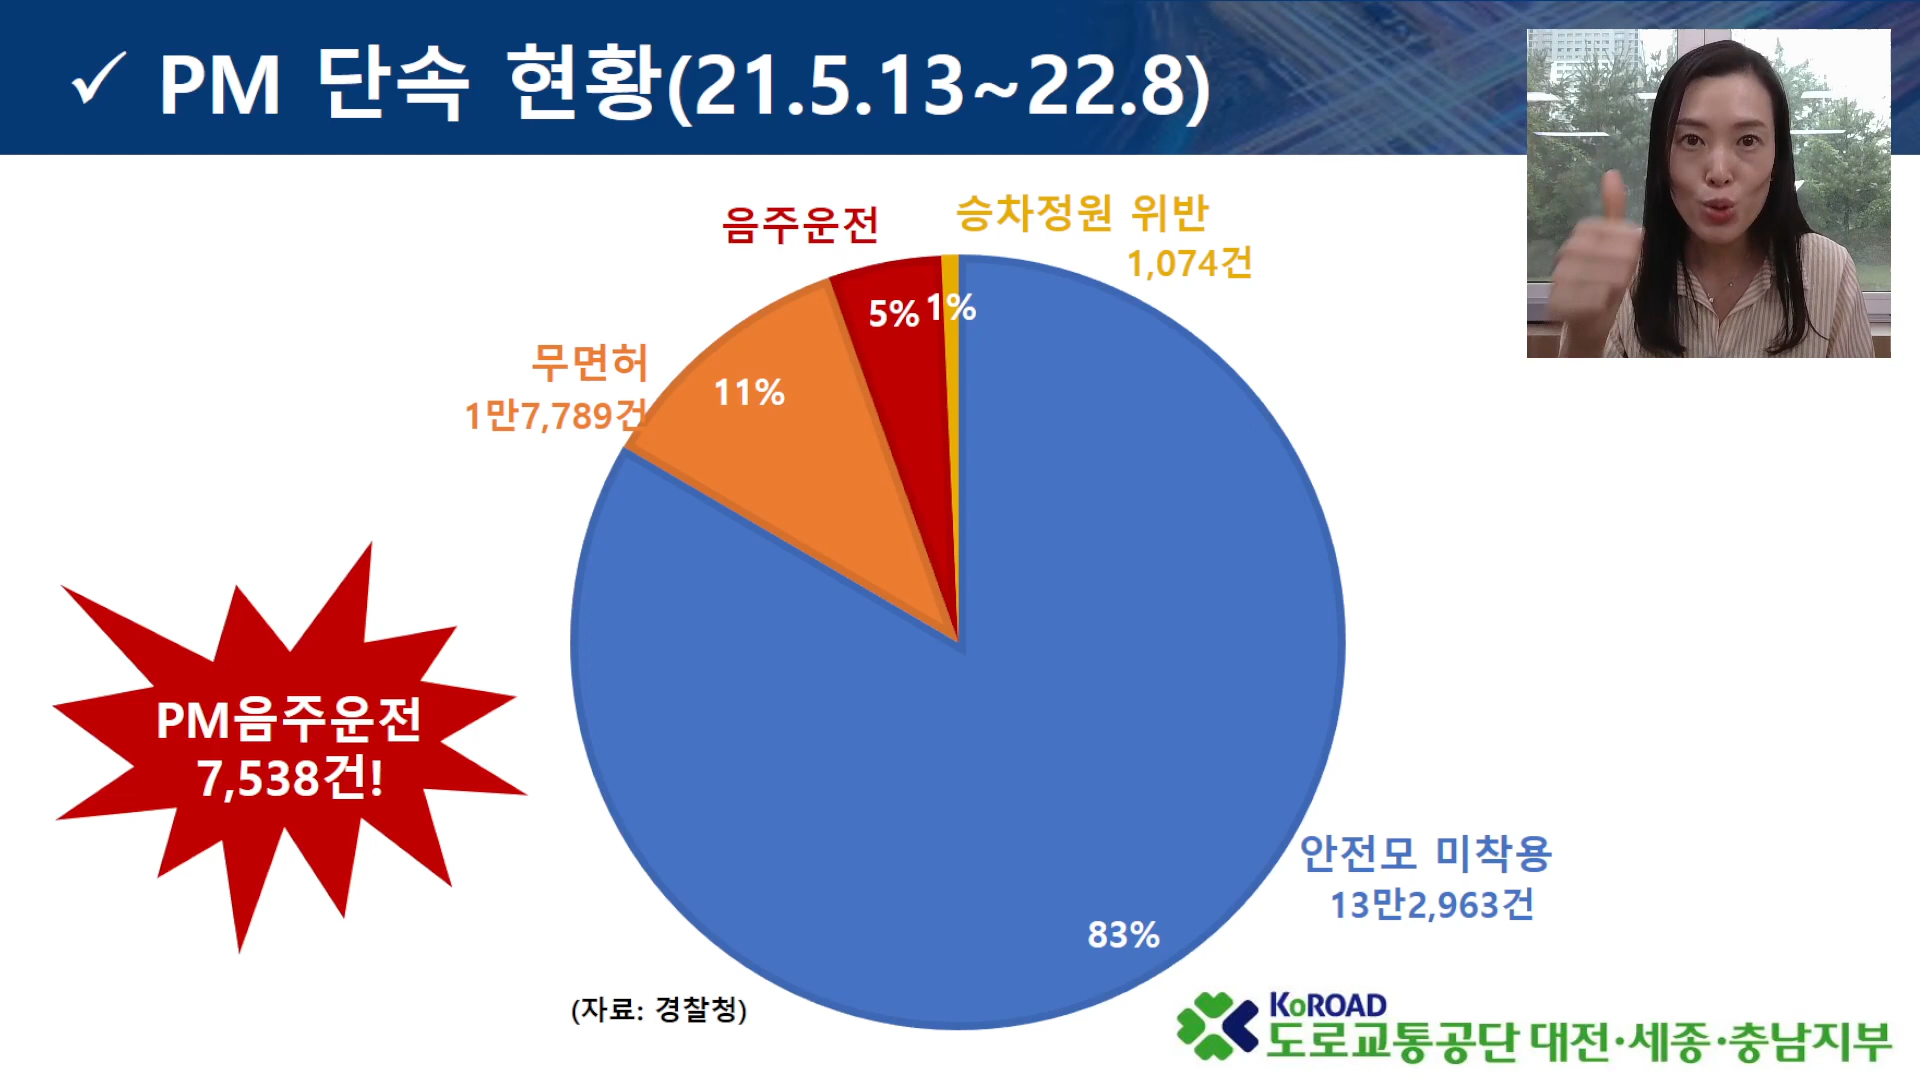 ✓ PM 단속 현황(21.5.13~22.8)
음주운전
승차정원 위반
1,074건
5%
1%
무면허
1만7,789건
11%
PM음주운전
7,538건!
안전모 미착용
13만2,963건
83%
(자료: 경찰청)
KoROAD
도로교통공단 대전·세종·충남지부